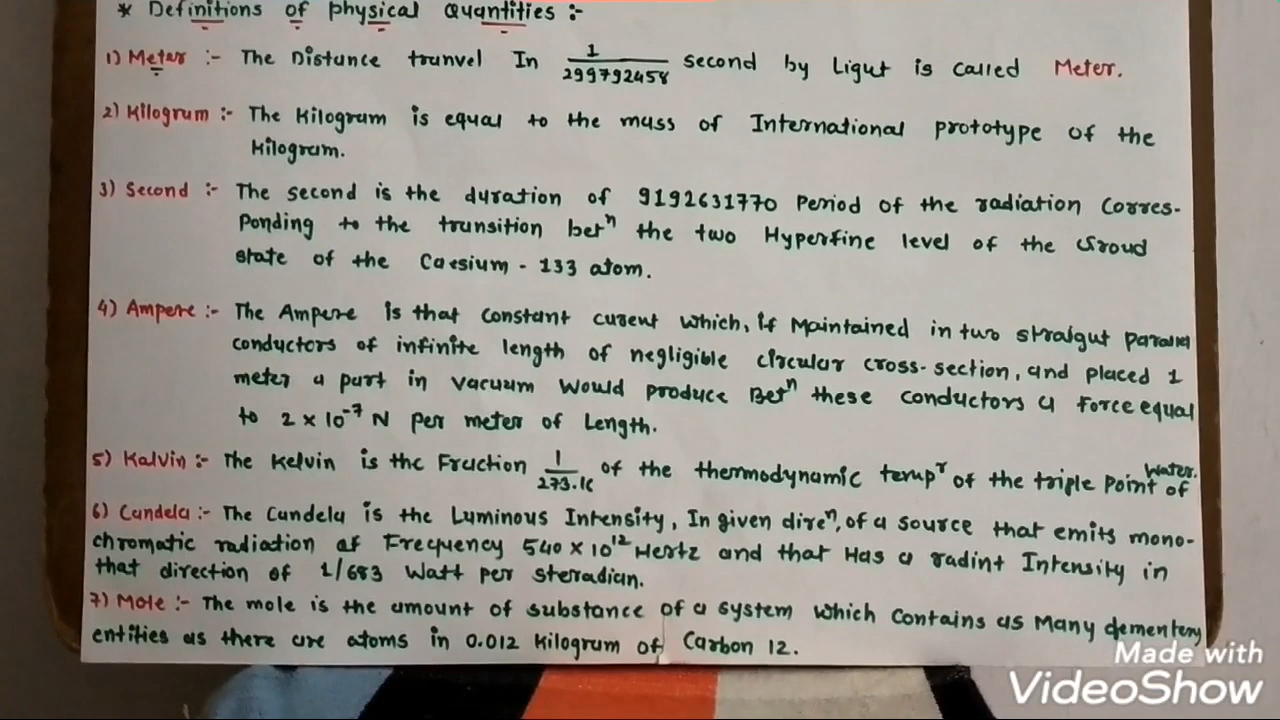 * Definitions of physical Quantities :-
1) Meter :- The Distance trunvel In 1/299792458 second by Ligut is called Meter.
2) Kilogrum :- The Kilogrum is equal to the mass of International prototype of the
Kilogrum.
3) Second :- The second is the duration of 9192631770 Period of the radiation Corres-
Ponding to the transition betⁿ the two Hyperfine level of the Groud
state of the Caesium - 133 atom.
4) Ampere :- The Ampere is that constant curent which, if Maintained in two straigut parallel
conductors of infinite length of negligible circular cross-section, and placed 1
meter a part in vacuum Would produce Betⁿ these conductors a Force equal
to 2 × 10⁻⁷ N per meter of Length.
5) Kalvin :- The Kelvin is the Fraction 1/273.16 of the thermodynamic tempʳ of the triple Point of water.
6) Candela :- The Candela is the Luminous Intensity, In given direⁿ, of a source that emits mono-
chromatic radiation of Frequency 540 × 10¹² Hertz and that Has a radint Intensity in
that direction of 1/683 Watt per steradian.
7) Mole :- The mole is the amount of substance of a system which contains as Many elementery
entities as there are atoms in 0.012 Kilogrum of Carbon 12.
Made with
VideoShow